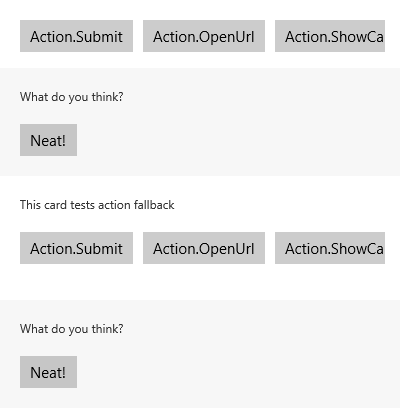 Action.Submit Action.OpenUrl Action.ShowCa
What do you think?
Neat!
This card tests action fallback
Action.Submit Action.OpenUrl Action.ShowCa
What do you think?
Neat!